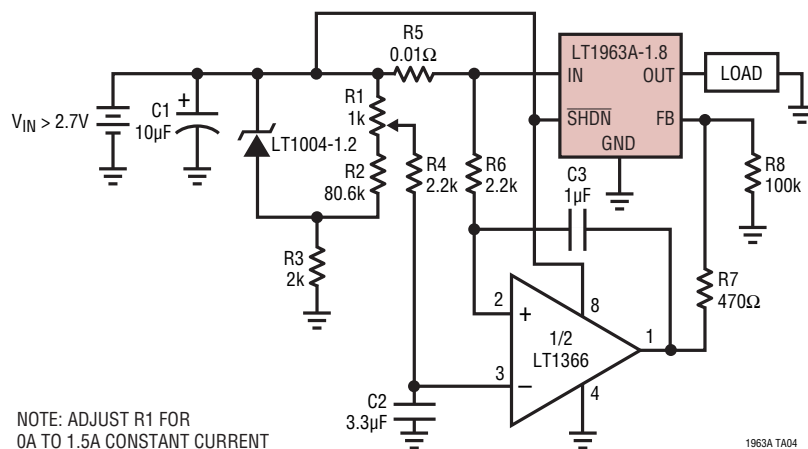 R5
0.01Ω
LT1963A-1.8
IN
OUT
LOAD
R1
1k
VIN > 2.7V
C1
+
10µF
LT1004-1.2
SHDN
FB
GND
R2
80.6k
R4
2.2k
R6
2.2k
C3
1µF
R8
100k
R3
2k
R7
470Ω
2
+
8
1/2
LT1366
1
3
–
4
C2
3.3µF
NOTE: ADJUST R1 FOR
0A TO 1.5A CONSTANT CURRENT
1963A TA04